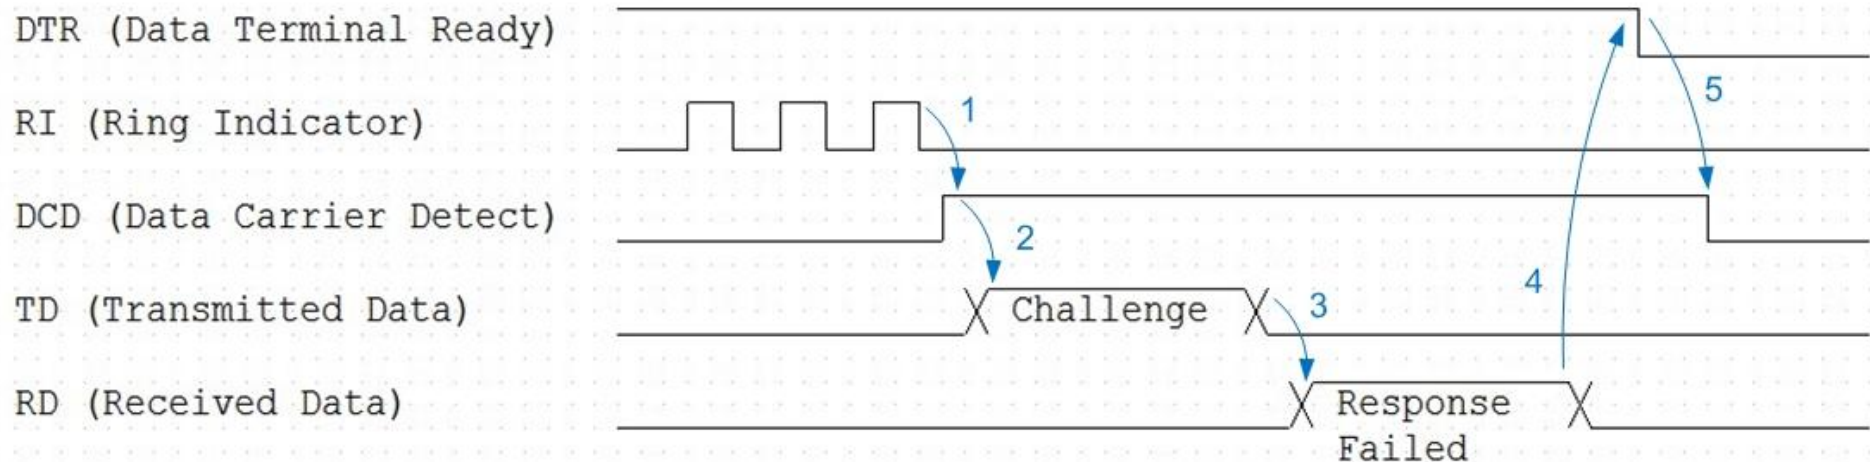 DTR (Data Terminal Ready)
5
RI (Ring Indicator)
1
DCD (Data Carrier Detect)
2
4
TD (Transmitted Data)
Challenge
3
RD (Received Data)
Response
Failed